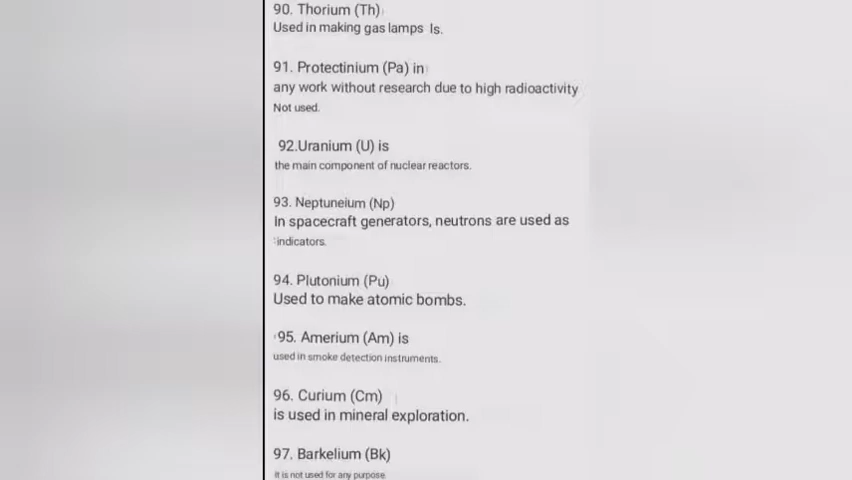 90. Thorium (Th)
Used in making gas lamps Is.
91. Protectinium (Pa) in
any work without research due to high radioactivity
Not used.
92.Uranium (U) is
the main component of nuclear reactors.
93. Neptuneium (Np)
In spacecraft generators, neutrons are used as
indicators.
94. Plutonium (Pu)
Used to make atomic bombs.
95. Amerium (Am) is
used in smoke detection instruments.
96. Curium (Cm)
is used in mineral exploration.
97. Barkelium (Bk)
It is not used for any purpose.